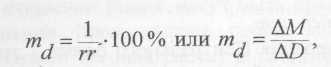 m_d = 1/rr · 100 % или m_d = ΔM/ΔD,